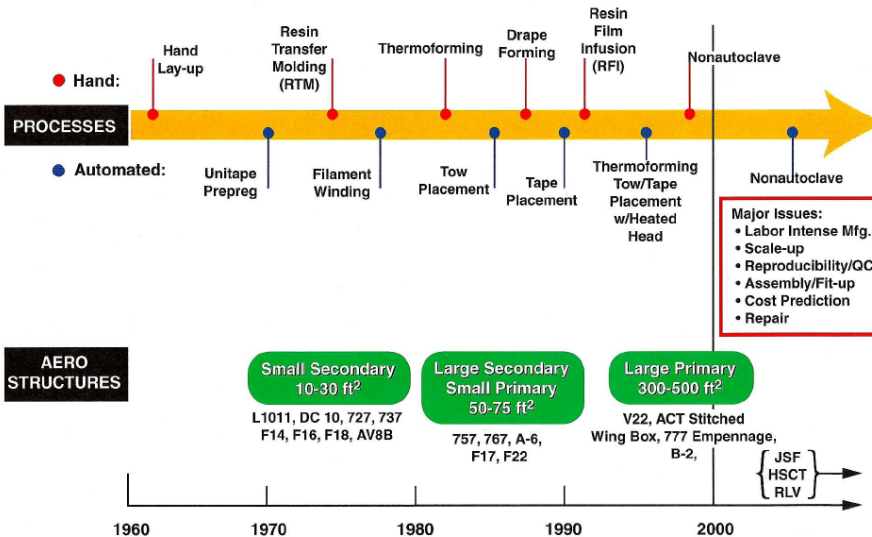 Hand
Lay-up
Resin
Transfer
Molding
(RTM)
Thermoforming
Drape
Forming
Resin
Film
Infusion
(RFI)
Nonautoclave
Hand:
PROCESSES
Automated:
Unitape
Prepreg
Filament
Winding
Tow
Placement
Tape
Placement
Thermoforming
Tow/Tape
Placement
w/Heated
Head
Nonautoclave
Major Issues:
• Labor Intense Mfg.
• Scale-up
• Reproducibility/QC
• Assembly/Fit-up
• Cost Prediction
• Repair
AERO
STRUCTURES
Small Secondary
10-30 ft²
L1011, DC 10, 727, 737
F14, F16, F18, AV8B
Large Secondary
Small Primary
50-75 ft²
757, 767, A-6,
F17, F22
Large Primary
300-500 ft²
V22, ACT Stitched
Wing Box, 777 Empennage,
B-2,
JSF
HSCT
RLV
1960
1970
1980
1990
2000